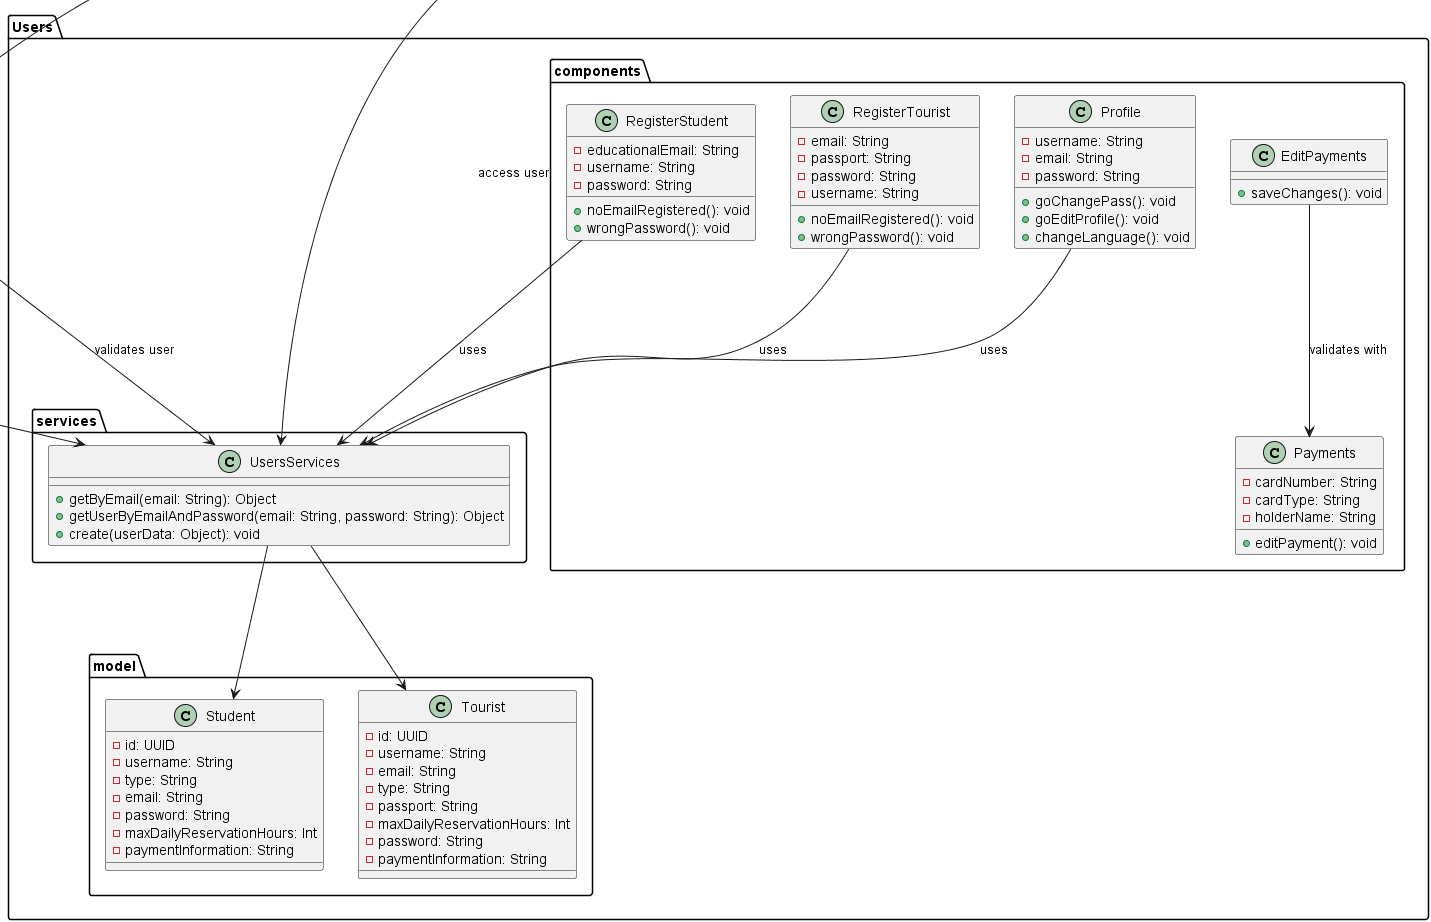 Users
components
C RegisterStudent
educationalEmail: String
username: String
password: String
noEmailRegistered(): void
wrongPassword(): void
C RegisterTourist
email: String
passport: String
password: String
username: String
noEmailRegistered(): void
wrongPassword(): void
C Profile
username: String
email: String
password: String
goChangePass(): void
goEditProfile(): void
changeLanguage(): void
C EditPayments
saveChanges(): void
access user
validates user
uses
uses
uses
validates with
services
C UsersServices
getByEmail(email: String): Object
getUserByEmailAndPassword(email: String, password: String): Object
create(userData: Object): void
C Payments
cardNumber: String
cardType: String
holderName: String
editPayment(): void
model
C Student
id: UUID
username: String
type: String
email: String
password: String
maxDailyReservationHours: Int
paymentInformation: String
C Tourist
id: UUID
username: String
email: String
type: String
passport: String
maxDailyReservationHours: Int
password: String
paymentInformation: String